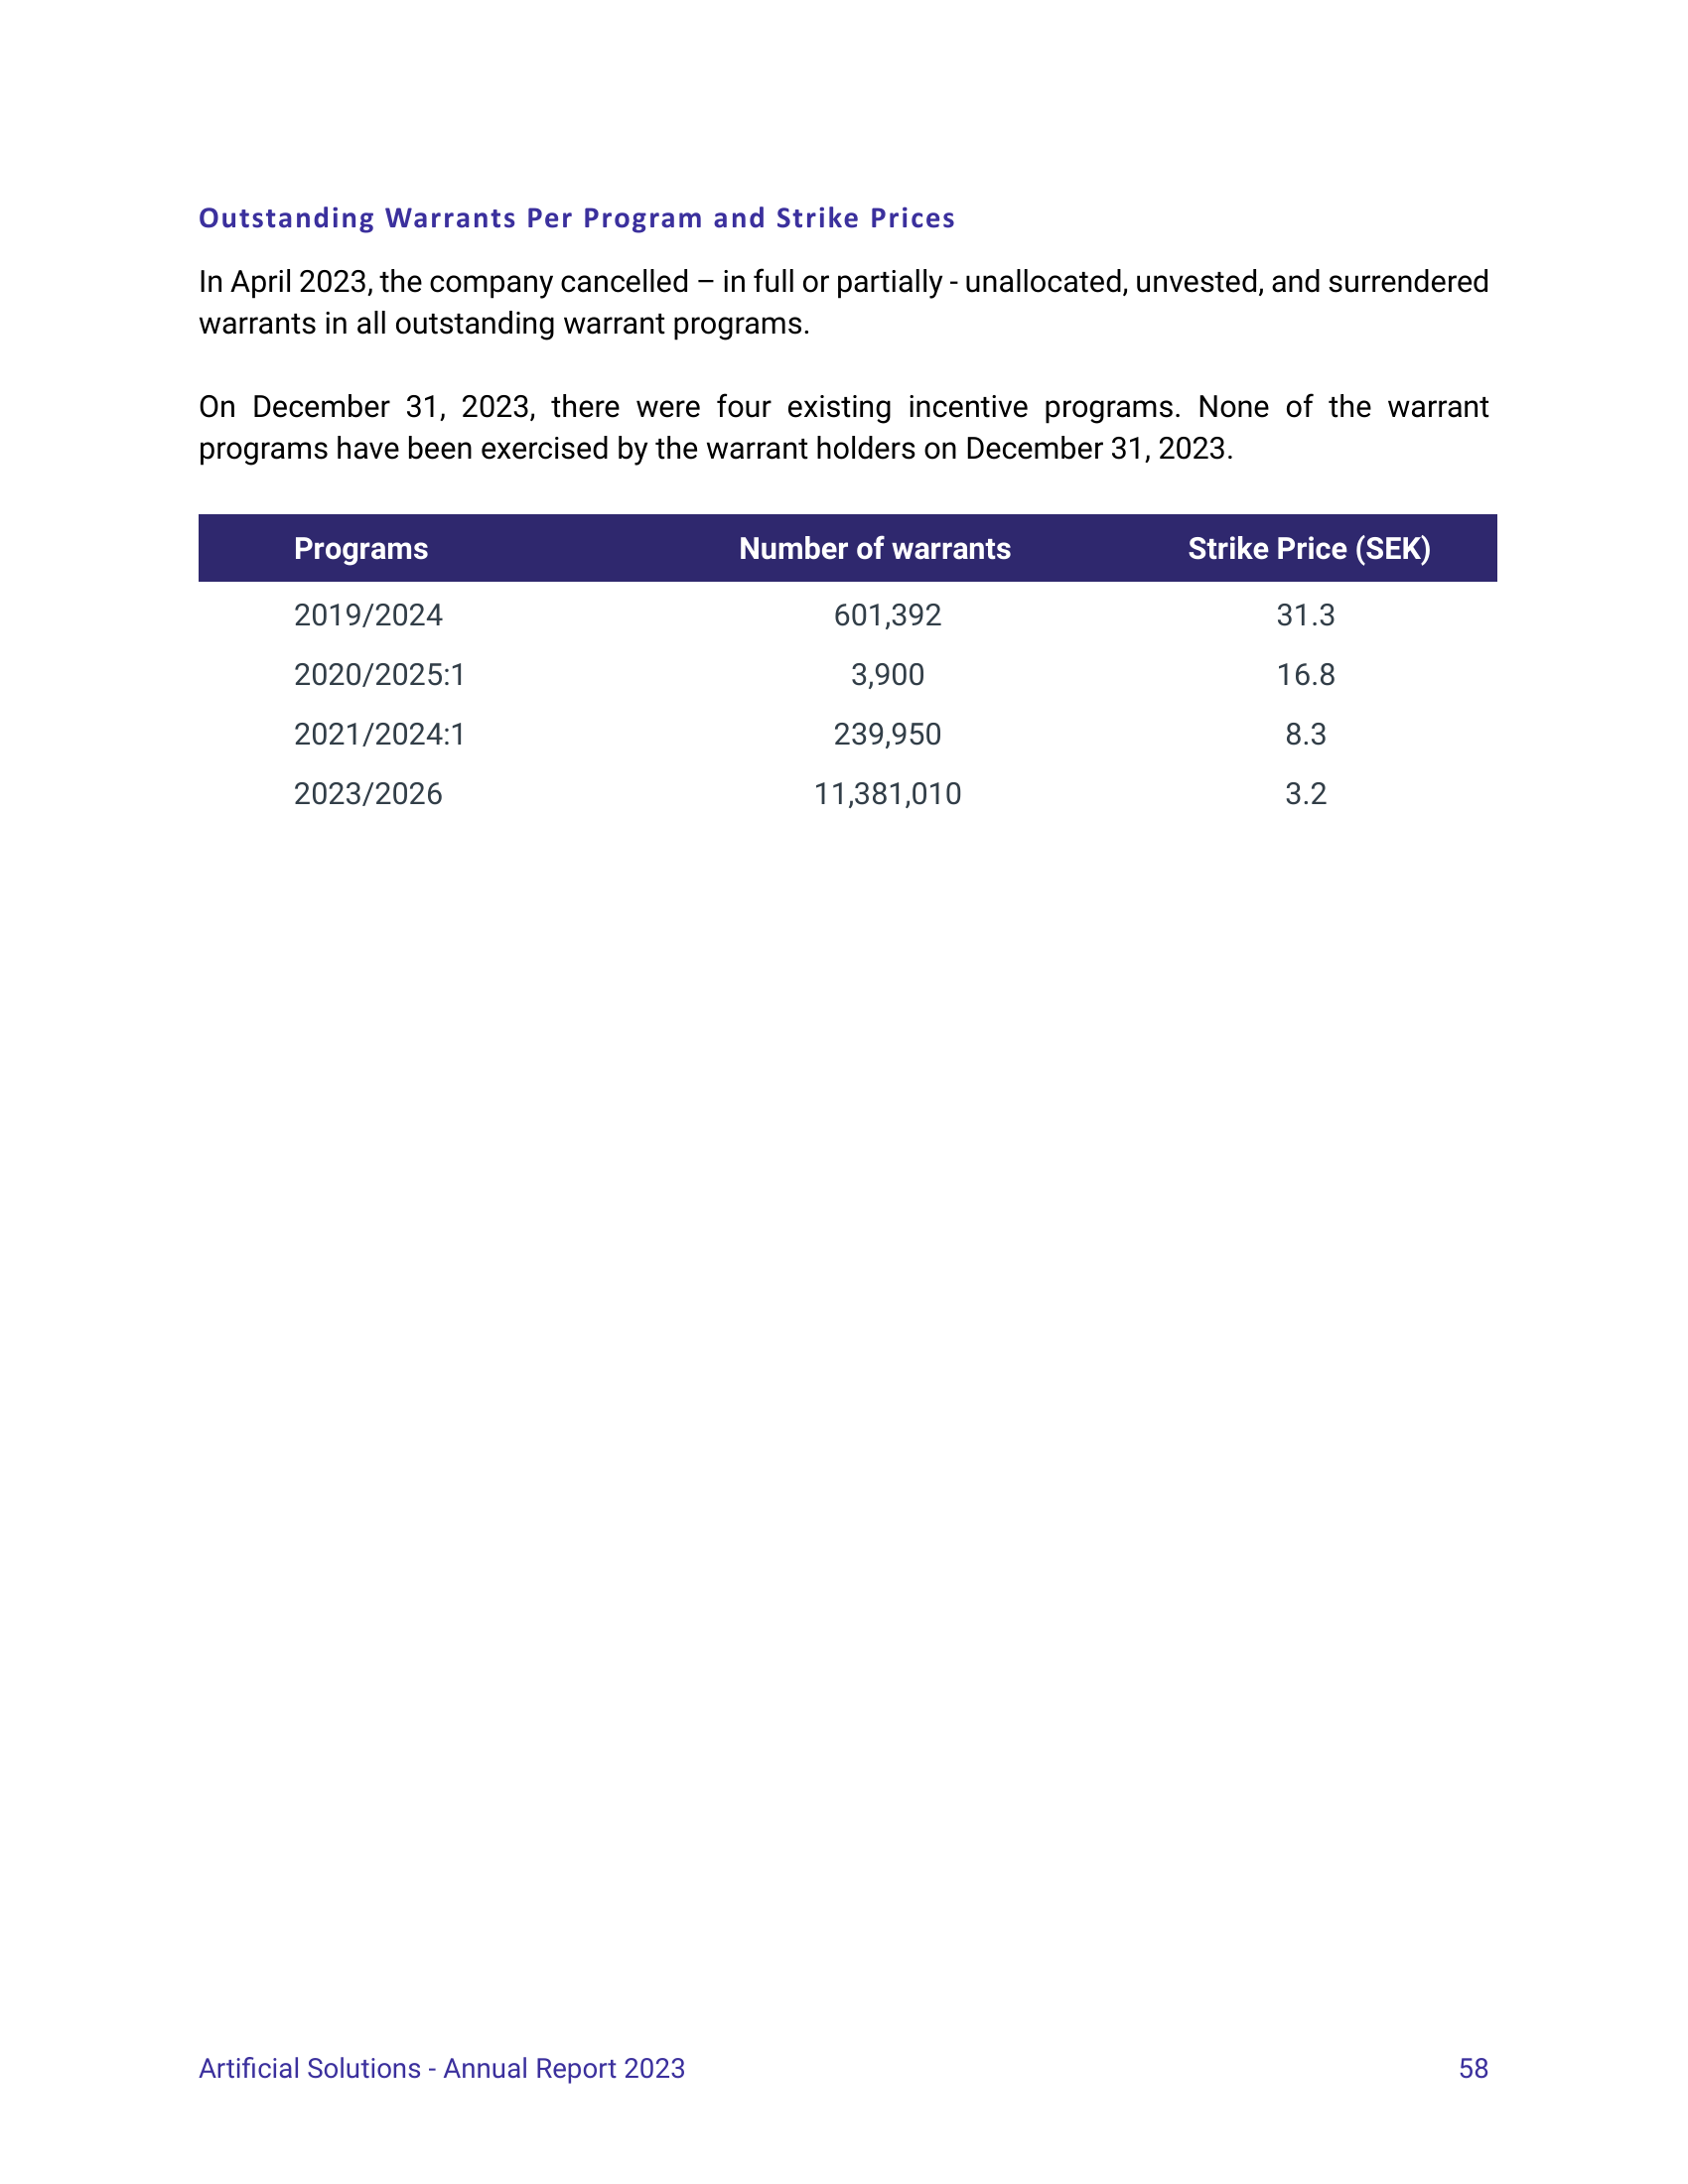 Outstanding Warrants Per Program and Strike Prices
In April 2023, the company cancelled – in full or partially - unallocated, unvested, and surrendered
warrants in all outstanding warrant programs.
On December 31, 2023, there were four existing incentive programs. None of the warrant
programs have been exercised by the warrant holders on December 31, 2023.
Programs Number of warrants Strike Price (SEK)
2019/2024 601,392 31.3
2020/2025:1 3,900 16.8
2021/2024:1 239,950 8.3
2023/2026 11,381,010 3.2
Artificial Solutions - Annual Report 2023 58